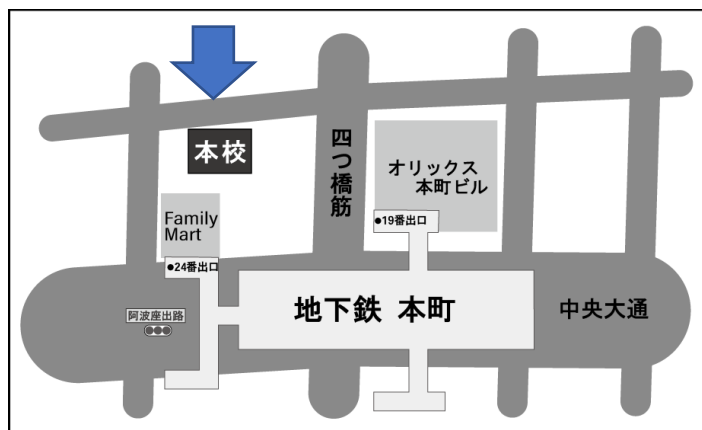 本校
四つ橋筋
オリックス
本町ビル
Family
Mart
●19番出口
●24番出口
阿波座出路
地下鉄 本町
中央大通